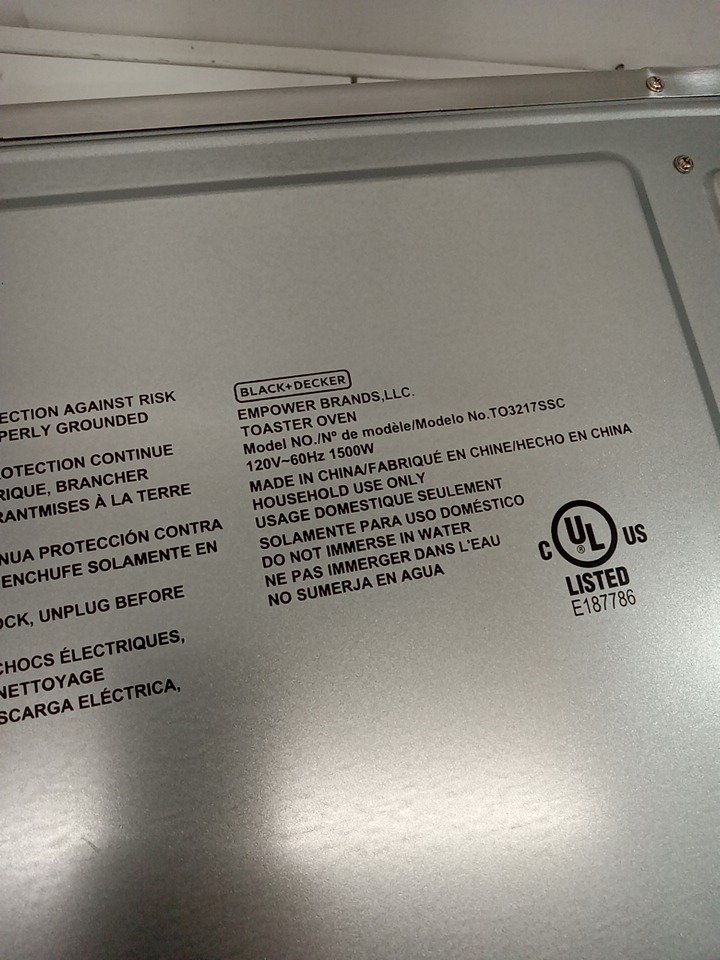 ECTION AGAINST RISK
PERLY GROUNDED
OTECTION CONTINUE
RIQUE, BRANCHER
RANTMISES À LA TERRE
NUA PROTECCIÓN CONTRA
ENCHUFE SOLAMENTE EN
OCK, UNPLUG BEFORE
CHOCS ÉLECTRIQUES,
NETTOYAGE
SCARGA ELÉCTRICA,
BLACK+DECKER
EMPOWER BRANDS,LLC.
TOASTER OVEN
Model NO./Nº de modèle/Modelo No.TO3217SSC
120V~60Hz 1500W
MADE IN CHINA/FABRIQUÉ EN CHINE/HECHO EN CHINA
HOUSEHOLD USE ONLY
USAGE DOMESTIQUE SEULEMENT
SOLAMENTE PARA USO DOMÉSTICO
DO NOT IMMERSE IN WATER
NE PAS IMMERGER DANS L'EAU
NO SUMERJA EN AGUA
C UL® US
LISTED
E187786